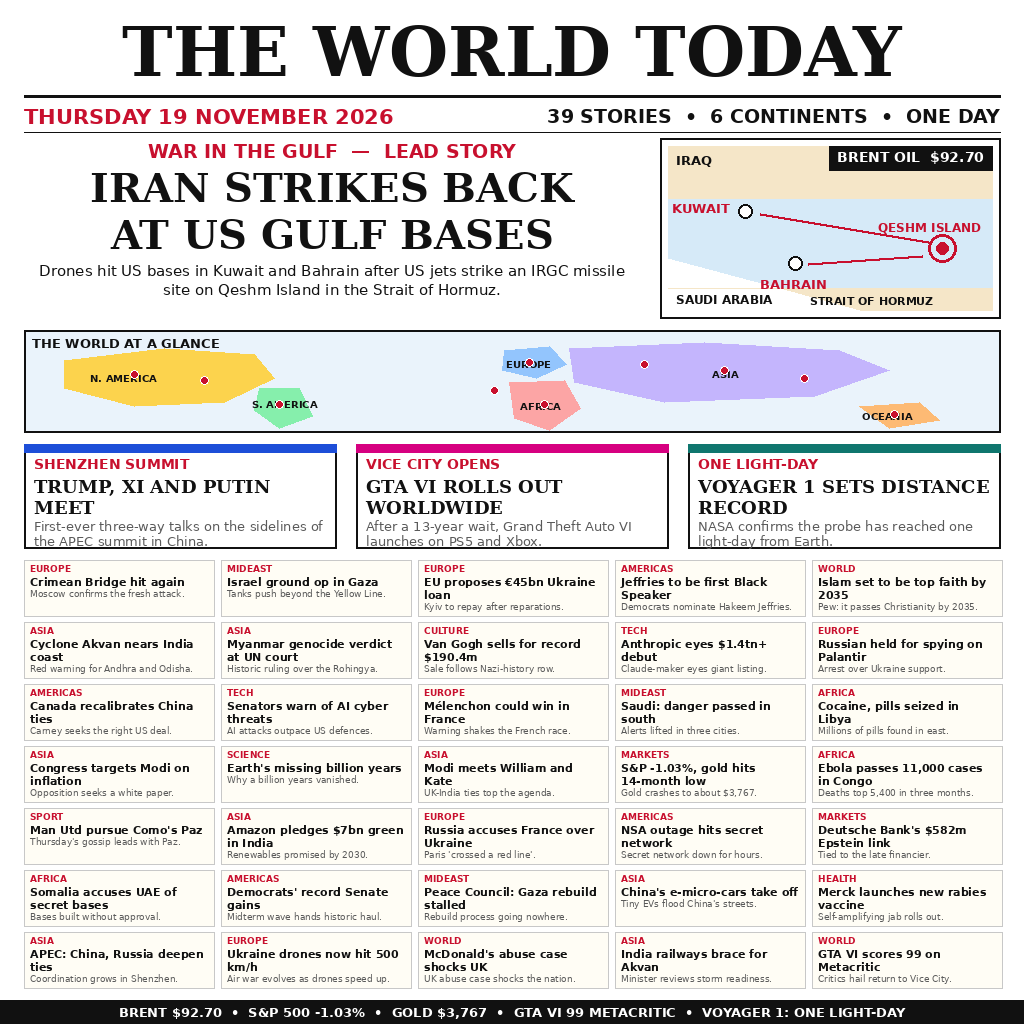 THE WORLD TODAY
THURSDAY 19 NOVEMBER 2026
39 STORIES • 6 CONTINENTS • ONE DAY
WAR IN THE GULF — LEAD STORY
IRAN STRIKES BACK
AT US GULF BASES
Drones hit US bases in Kuwait and Bahrain after US jets strike an IRGC missile
site on Qeshm Island in the Strait of Hormuz.
IRAQ
BRENT OIL $92.70
KUWAIT
QESHM ISLAND
BAHRAIN
SAUDI ARABIA
STRAIT OF HORMUZ
THE WORLD AT A GLANCE
N. AMERICA
S. AMERICA
EUROPE
AFRICA
ASIA
OCEANIA
SHENZHEN SUMMIT
TRUMP, XI AND PUTIN
MEET
First-ever three-way talks on the sidelines of
the APEC summit in China.
VICE CITY OPENS
GTA VI ROLLS OUT
WORLDWIDE
After a 13-year wait, Grand Theft Auto VI
launches on PS5 and Xbox.
ONE LIGHT-DAY
VOYAGER 1 SETS DISTANCE
RECORD
NASA confirms the probe has reached one
light-day from Earth.
EUROPE
Crimean Bridge hit again
Moscow confirms the fresh attack.
MIDEAST
Israel ground op in Gaza
Tanks push beyond the Yellow Line.
EUROPE
EU proposes €45bn Ukraine
loan
Kyiv to repay after reparations.
AMERICAS
Jeffries to be first Black
Speaker
Democrats nominate Hakeem Jeffries.
WORLD
Islam set to be top faith by
2035
Pew: it passes Christianity by 2035.
ASIA
Cyclone Akvan nears India
coast
Red warning for Andhra and Odisha.
ASIA
Myanmar genocide verdict
at UN court
Historic ruling over the Rohingya.
CULTURE
Van Gogh sells for record
$190.4m
Sale follows Nazi-history row.
TECH
Anthropic eyes $1.4tn+
debut
Claude-maker eyes giant listing.
EUROPE
Russian held for spying on
Palantir
Arrest over Ukraine support.
AMERICAS
Canada recalibrates China
ties
Carney seeks the right US deal.
TECH
Senators warn of AI cyber
threats
AI attacks outpace US defences.
EUROPE
Mélenchon could win in
France
Warning shakes the French race.
MIDEAST
Saudi: danger passed in
south
Alerts lifted in three cities.
AFRICA
Cocaine, pills seized in
Libya
Millions of pills found in east.
ASIA
Congress targets Modi on
inflation
Opposition seeks a white paper.
SCIENCE
Earth's missing billion years
Why a billion years vanished.
ASIA
Modi meets William and
Kate
UK-India ties top the agenda.
MARKETS
S&P -1.03%, gold hits
14-month low
Gold crashes to about $3,767.
AFRICA
Ebola passes 11,000 cases
in Congo
Deaths top 5,400 in three months.
SPORT
Man Utd pursue Como's Paz
Thursday's gossip leads with Paz.
ASIA
Amazon pledges $7bn green
in India
Renewables promised by 2030.
EUROPE
Russia accuses France over
Ukraine
Paris 'crossed a red line'.
AMERICAS
NSA outage hits secret
network
Secret network down for hours.
MARKETS
Deutsche Bank's $582m
Epstein link
Tied to the late financier.
AFRICA
Somalia accuses UAE of
secret bases
Bases built without approval.
AMERICAS
Democrats' record Senate
gains
Midterm wave hands historic haul.
MIDEAST
Peace Council: Gaza rebuild
stalled
Rebuild process going nowhere.
ASIA
China's e-micro-cars take off
Tiny EVs flood China's streets.
HEALTH
Merck launches new rabies
vaccine
Self-amplifying jab rolls out.
ASIA
APEC: China, Russia deepen
ties
Coordination grows in Shenzhen.
EUROPE
Ukraine drones now hit 500
km/h
Air war evolves as drones speed up.
WORLD
McDonald's abuse case
shocks UK
UK abuse case shocks the nation.
ASIA
India railways brace for
Akvan
Minister reviews storm readiness.
WORLD
GTA VI scores 99 on
Metacritic
Critics hail return to Vice City.
BRENT $92.70 • S&P 500 -1.03% • GOLD $3,767 • GTA VI 99 METACRITIC • VOYAGER 1: ONE LIGHT-DAY